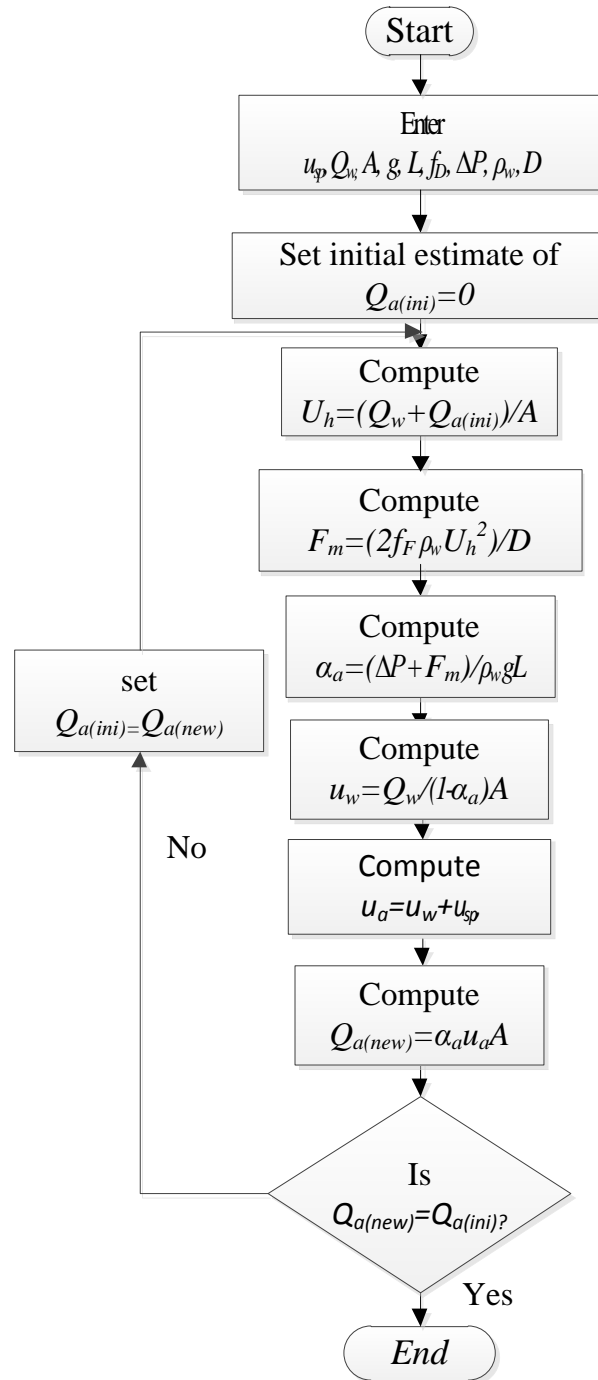 Start
Enter
u_sp, Q_w, A, g, L, f_D, ΔP, ρ_w, D
Set initial estimate of
Q_a(ini)=0
Compute
U_h=(Q_w+Q_a(ini))/A
Compute
F_m=(2f_F ρ_w U_h^2)/D
Compute
α_a=(ΔP+F_m)/ρ_w gL
set
Q_a(ini)=Q_a(new)
Compute
u_w=Q_w/(1-α_a)A
No
Compute
u_a=u_w+u_sp
Compute
Q_a(new)=α_a u_a A
Is
Q_a(new)=Q_a(ini)?
Yes
End